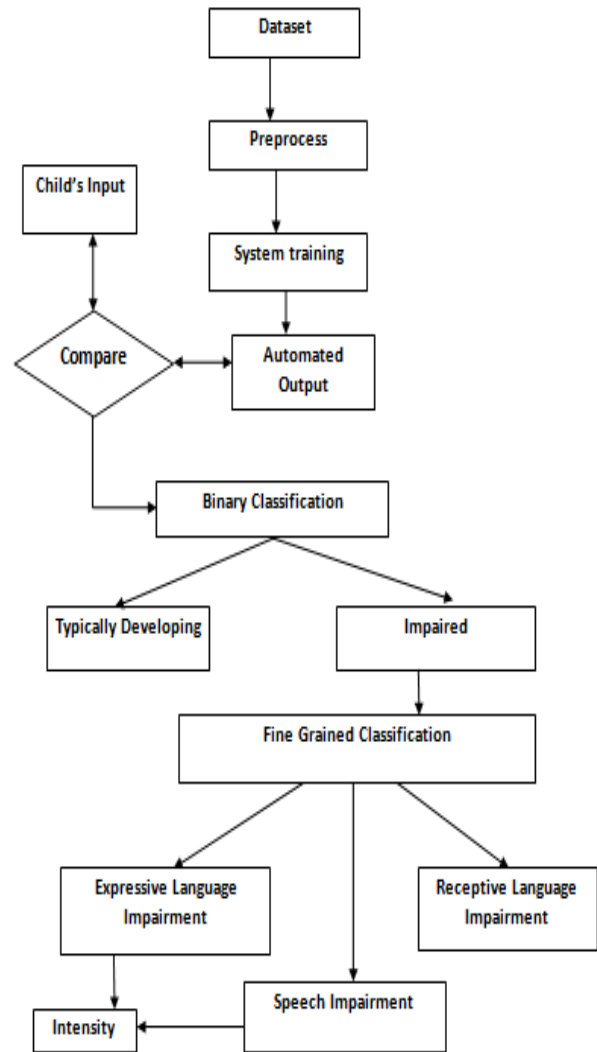 Dataset
Preprocess
Child's Input
System training
Compare
Automated
Output
Binary Classification
Typically Developing
Impaired
Fine Grained Classification
Expressive Language
Impairment
Receptive Language
Impairment
Speech Impairment
Intensity